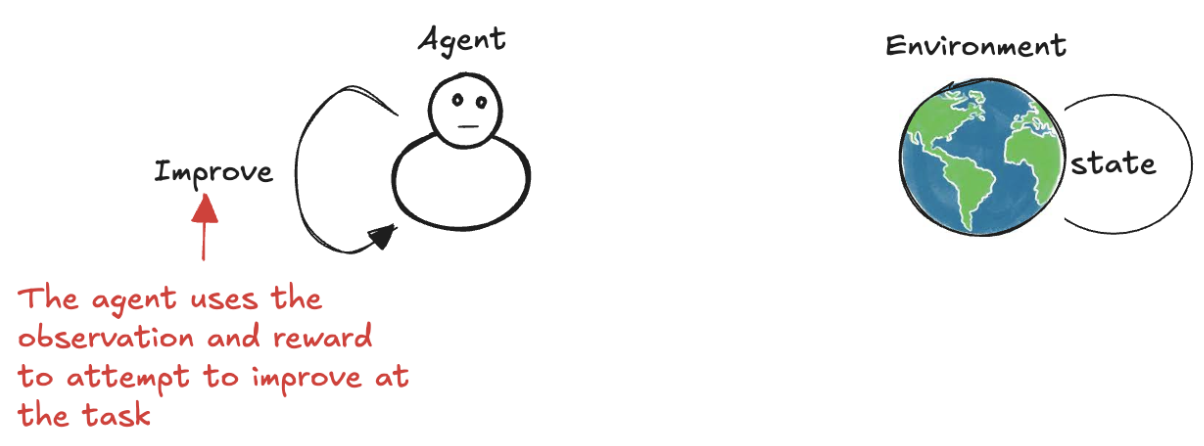 Agent
Environment
Improve
state
The agent uses the
observation and reward
to attempt to improve at
the task